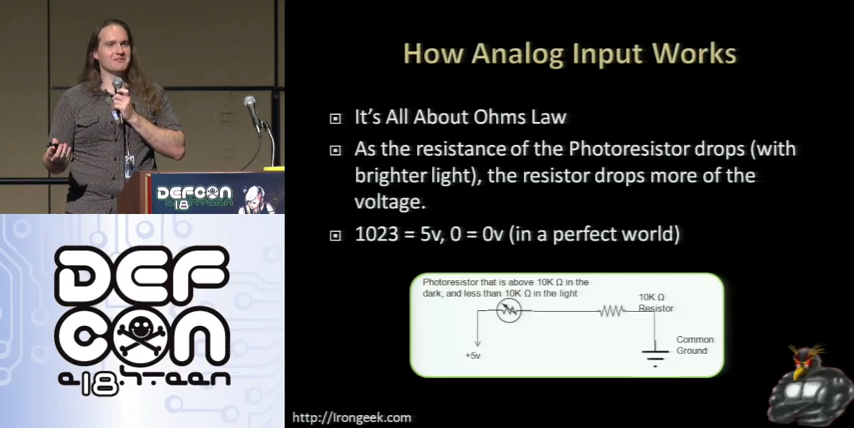 How Analog Input Works
It's All About Ohms Law
As the resistance of the Photoresistor drops (with
brighter light), the resistor drops more of the
voltage.
1023 = 5v, 0 = 0v (in a perfect world)
Photoresistor that is above 10K Ω in the
dark, and less than 10K Ω in the light
10K Ω
Resistor
+5v
Common
Ground
http://Irongeek.com
DEFCON
18
DEF
CON
e18hteen